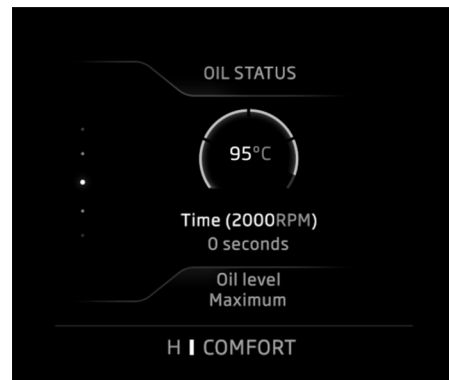 OIL STATUS
95°C
Time (2000RPM)
0 seconds
Oil level
Maximum
H COMFORT